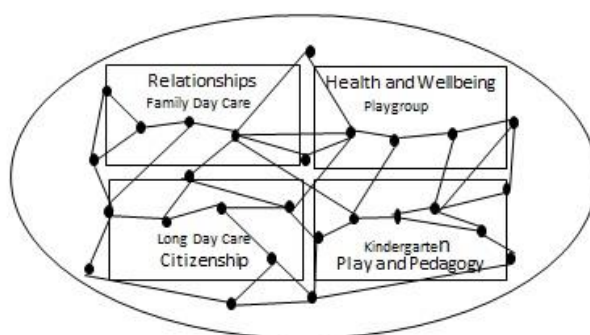 Relationships
Family Day Care
Health and Wellbeing
Playgroup
Long Day Care
Citizenship
Kindergarten
Play and Pedagogy